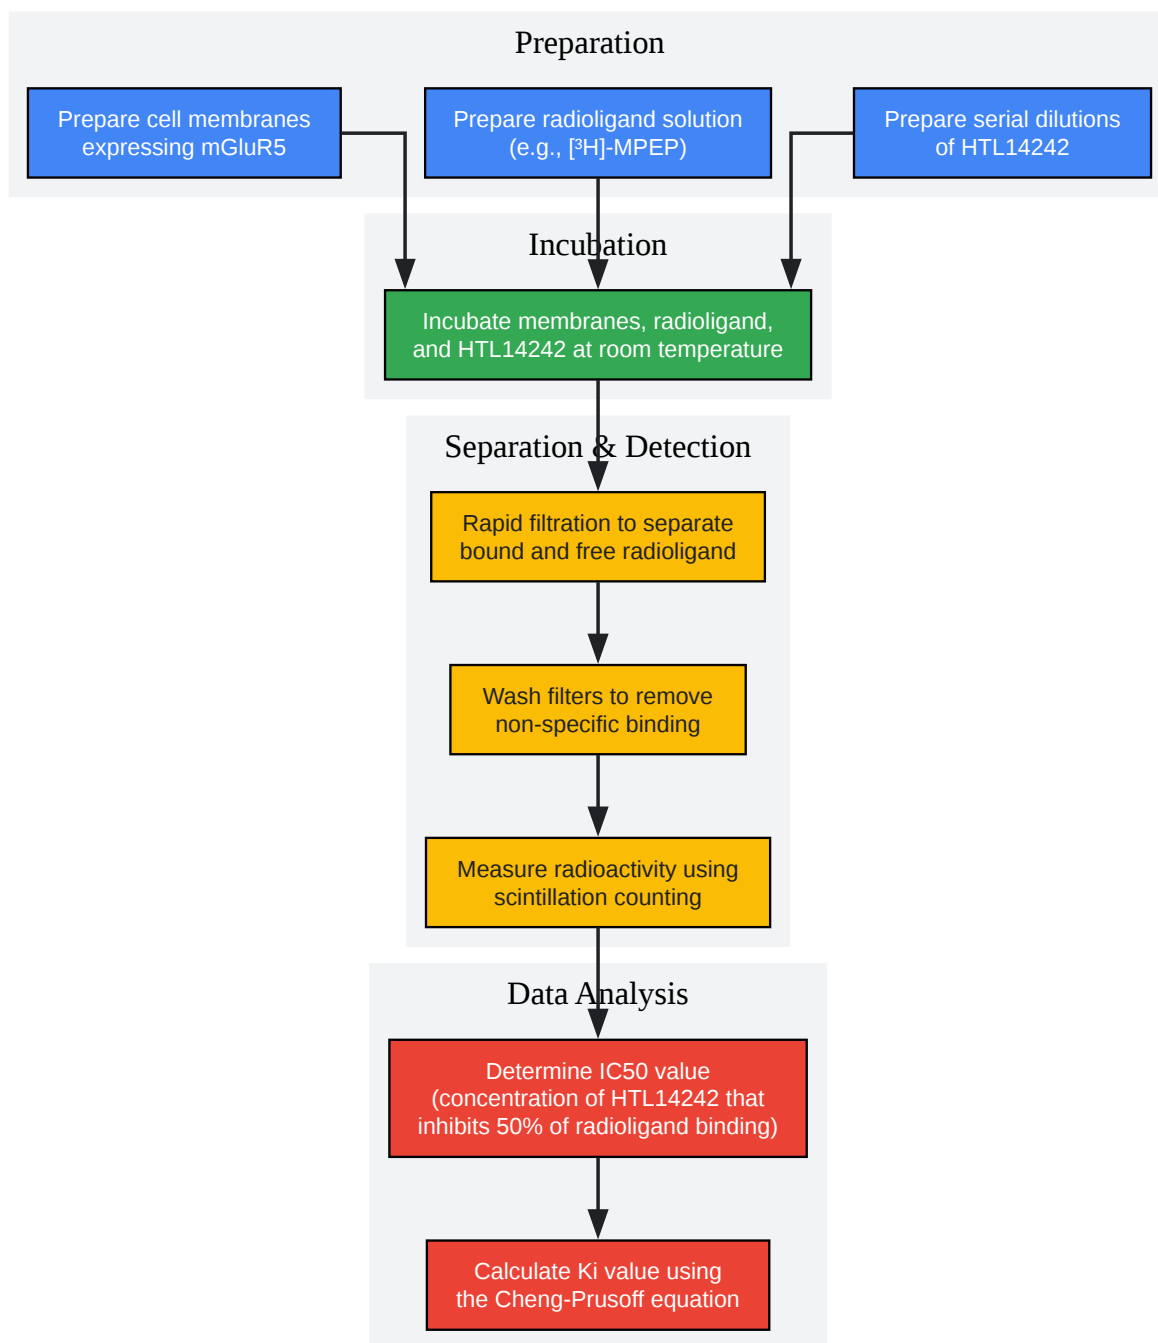 Preparation
Prepare cell membranes
expressing mGluR5
Prepare radioligand solution
(e.g., [³H]-MPEP)
Prepare serial dilutions
of HTL14242
Incubation
Incubate membranes, radioligand,
and HTL14242 at room temperature
Separation & Detection
Rapid filtration to separate
bound and free radioligand
Wash filters to remove
non-specific binding
Measure radioactivity using
scintillation counting
Data Analysis
Determine IC50 value
(concentration of HTL14242 that
inhibits 50% of radioligand binding)
Calculate Ki value using
the Cheng-Prusoff equation